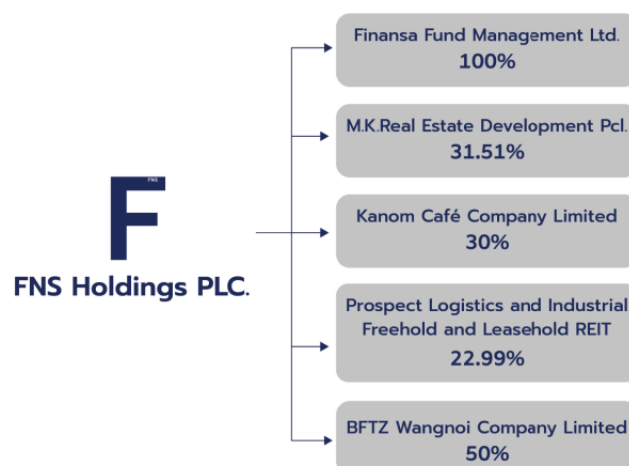 Finansa Fund Management Ltd.
100%
M.K.Real Estate Development Pcl.
31.51%
FNS
F
FNS Holdings PLC.
Kanom Café Company Limited
30%
Prospect Logistics and Industrial
Freehold and Leasehold REIT
22.99%
BFTZ Wangnoi Company Limited
50%